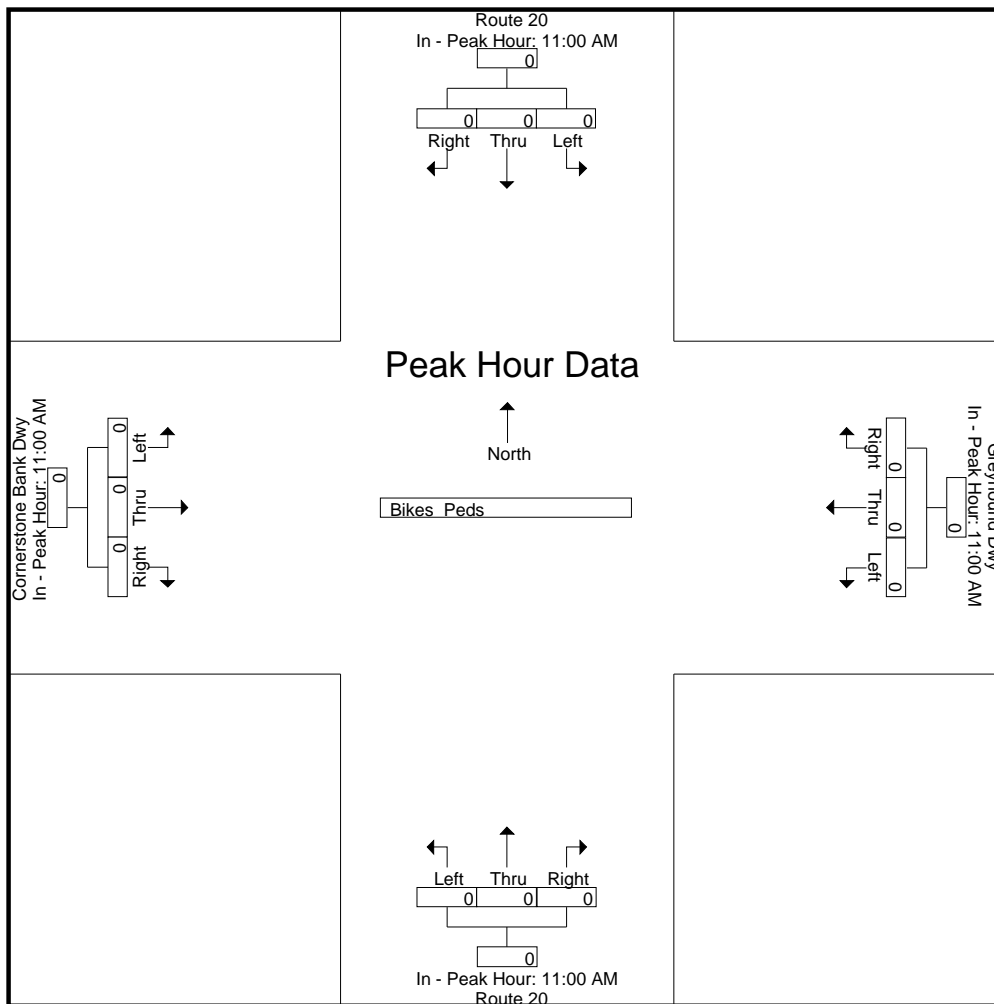 Route 20
In - Peak Hour: 11:00 AM
0
0 0 0
Right Thru Left
Peak Hour Data
North
Bikes Peds
Cornerstone Bank Dwy
In - Peak Hour: 11:00 AM
0
0 0 0
Left Thru Right
Greyhound Dwy
In - Peak Hour: 11:00 AM
0
0 0 0
Right Thru Left
Left Thru Right
0 0 0
0
In - Peak Hour: 11:00 AM
Route 20